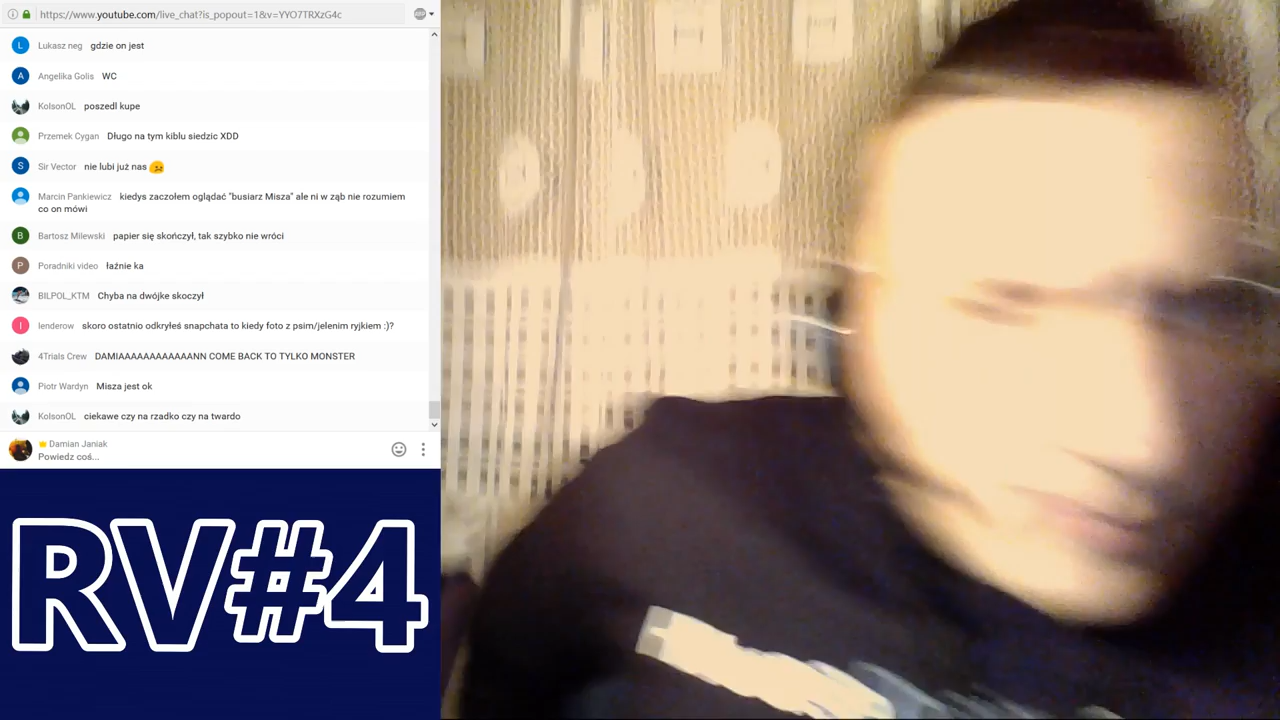 https://www.youtube.com/live_chat?is_popout=1&v=YYO7TRXzG4c
Lukasz neg gdzie on jest
Angelika Golis WC
KolsonOL poszedl kupe
Przemek Cygan Długo na tym kiblu siedzic XDD
Sir Vector nie lubi już nas
Marcin Pankiewicz kiedys zaczołem oglądać "busiarz Misza" ale ni w ząb nie rozumiem
co on mówi
Bartosz Milewski papier się skończył, tak szybko nie wróci
Poradniki video łaźnie ka
BILPOL_KTM Chyba na dwójke skoczył
lenderow skoro ostatnio odkryłeś snapchata to kiedy foto z psim/jelenim ryjkiem :)?
4Trials Crew DAMIAAAAAAAAAAANN COME BACK TO TYLKO MONSTER
Piotr Wardyn Misza jest ok
KolsonOL ciekawe czy na rzadko czy na twardo
Damian Janiak
Powiedz coś...
RV#4